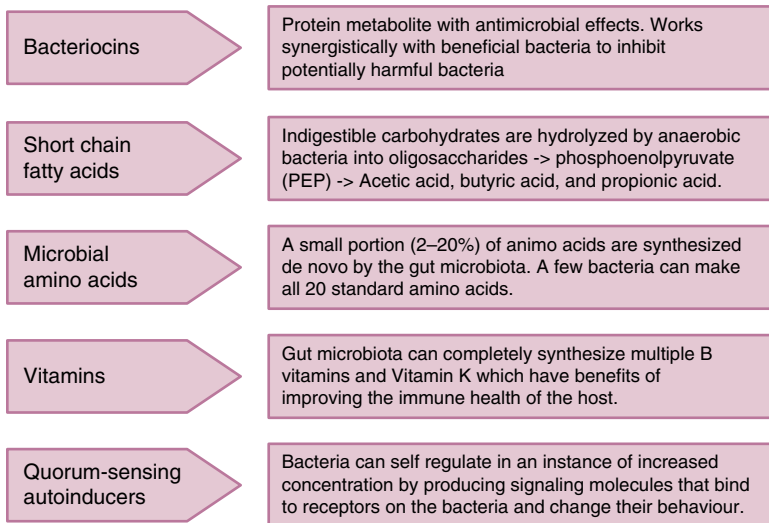 Bacteriocins
Protein metabolite with antimicrobial effects. Works
synergistically with beneficial bacteria to inhibit
potentially harmful bacteria
Short chain
fatty acids
Indigestible carbohydrates are hydrolyzed by anaerobic
bacteria into oligosaccharides -> phosphoenolpyruvate
(PEP) -> Acetic acid, butyric acid, and propionic acid.
Microbial
amino acids
A small portion (2–20%) of animo acids are synthesized
de novo by the gut microbiota. A few bacteria can make
all 20 standard amino acids.
Vitamins
Gut microbiota can completely synthesize multiple B
vitamins and Vitamin K which have benefits of
improving the immune health of the host.
Quorum-sensing
autoinducers
Bacteria can self regulate in an instance of increased
concentration by producing signaling molecules that bind
to receptors on the bacteria and change their behaviour.